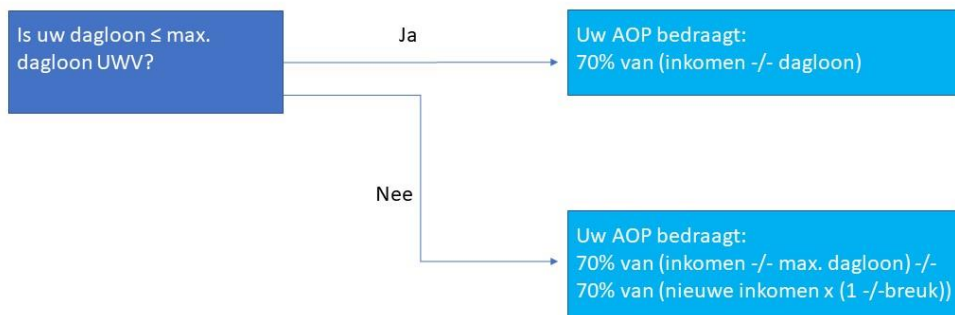 Is uw dagloon ≤ max.
dagloon UWV?
Ja
Uw AOP bedraagt:
70% van (inkomen -/- dagloon)
Nee
Uw AOP bedraagt:
70% van (inkomen -/- max. dagloon) -/-
70% van (nieuwe inkomen x (1 -/-breuk))